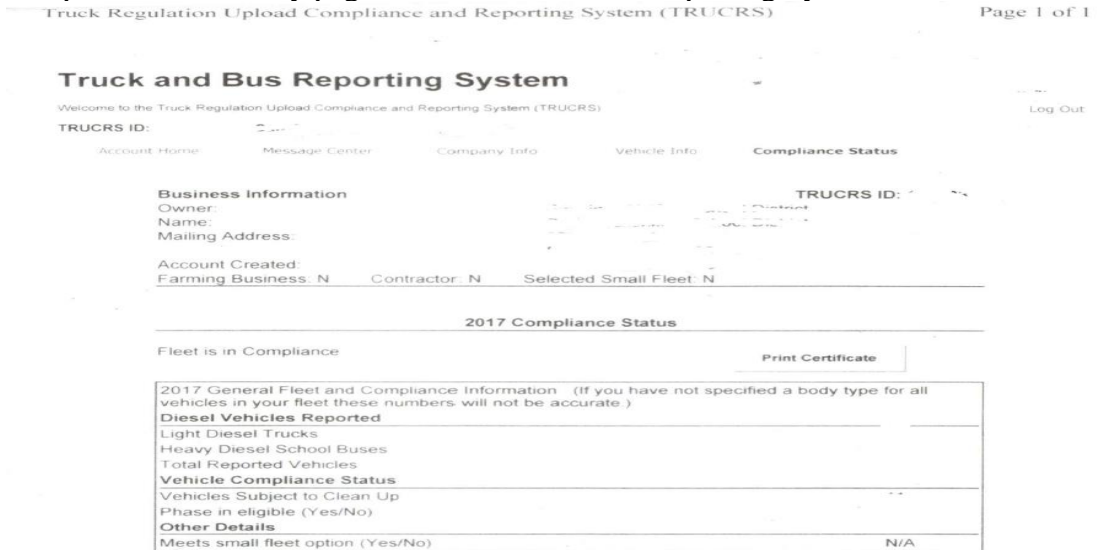 Truck Regulation Upload Compliance and Reporting System (TRUCRS) Page 1 of 1
Truck and Bus Reporting System
Welcome to the Truck Regulation Upload Compliance and Reporting System (TRUCRS)
Log Out
TRUCRS ID:
Account Home Message Center Company Info Vehicle Info Compliance Status
Business Information TRUCRS ID:
Owner:
Name:
Mailing Address:
Account Created:
Farming Business: N Contractor: N Selected Small Fleet: N
2017 Compliance Status
Fleet is in Compliance Print Certificate
2017 General Fleet and Compliance Information (If you have not specified a body type for all
vehicles in your fleet these numbers will not be accurate.)
Diesel Vehicles Reported
Light Diesel Trucks
Heavy Diesel School Buses
Total Reported Vehicles
Vehicle Compliance Status
Vehicles Subject to Clean Up
Phase in eligible (Yes/No)
Other Details
Meets small fleet option (Yes/No) N/A